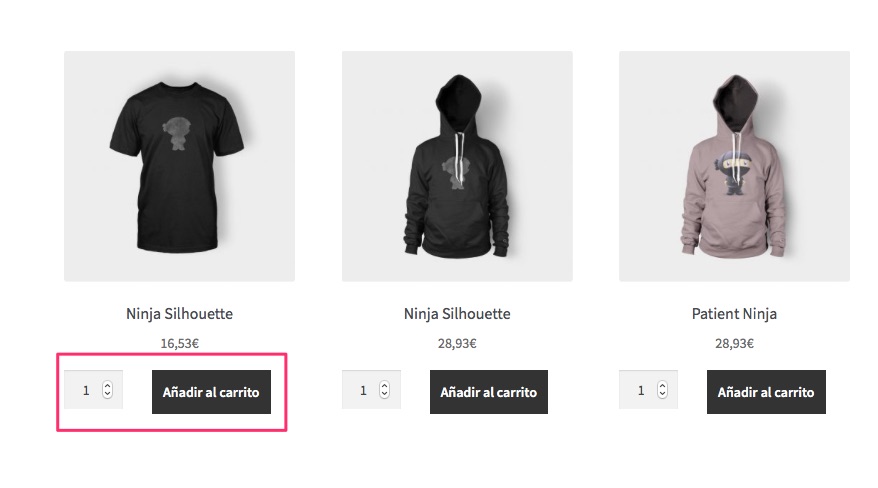 Ninja Silhouette
Ninja Silhouette
Patient Ninja
16,53€
28,93€
28,93€
1 Añadir al carrito
1 Añadir al carrito
1 Añadir al carrito